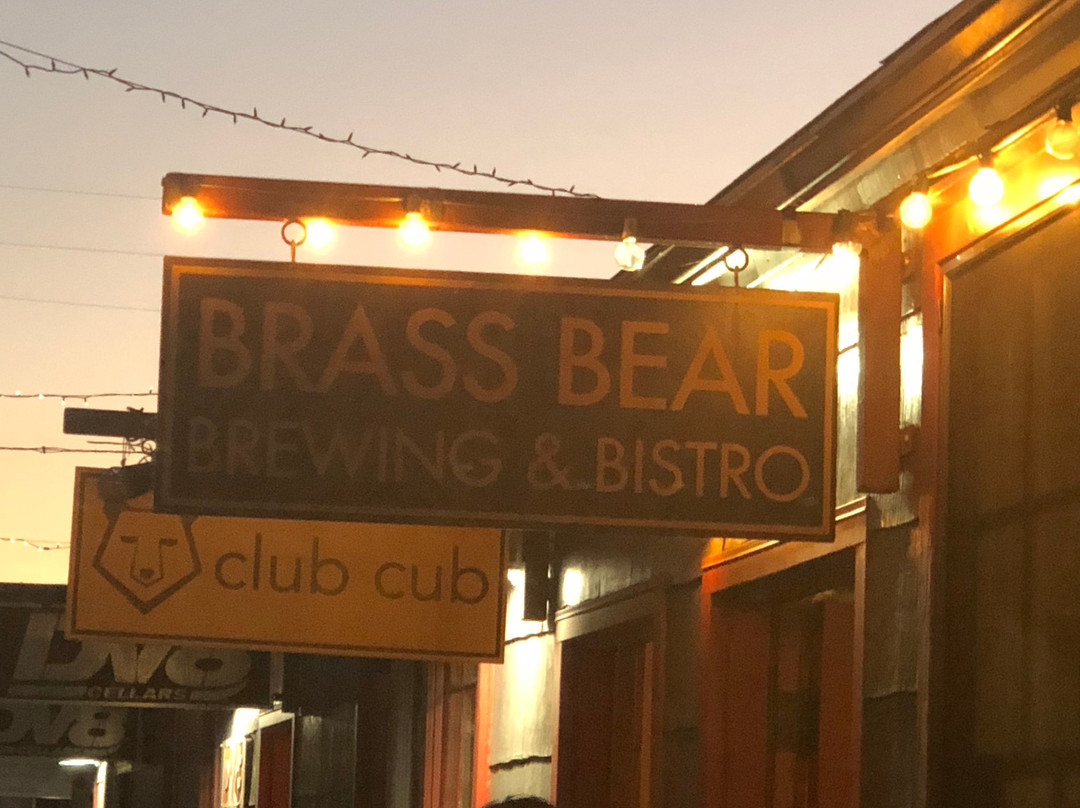 BRASS BEAR
BREWING & BISTRO
club cub
DV8
CELLARS
DV8